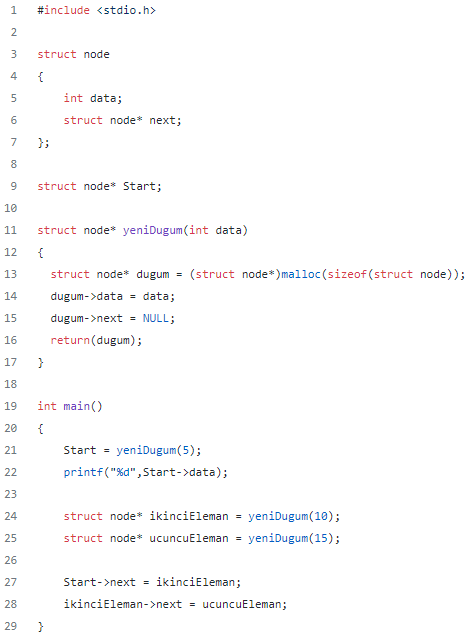 1 #include <stdio.h>
2
3 struct node
4 {
5     int data;
6     struct node* next;
7 };
8
9 struct node* Start;
10
11 struct node* yeniDugum(int data)
12 {
13   struct node* dugum = (struct node*)malloc(sizeof(struct node));
14   dugum->data = data;
15   dugum->next = NULL;
16   return(dugum);
17 }
18
19 int main()
20 {
21     Start = yeniDugum(5);
22     printf("%d",Start->data);
23
24     struct node* ikinciEleman = yeniDugum(10);
25     struct node* ucuncuEleman = yeniDugum(15);
26
27     Start->next = ikinciEleman;
28     ikinciEleman->next = ucuncuEleman;
29 }